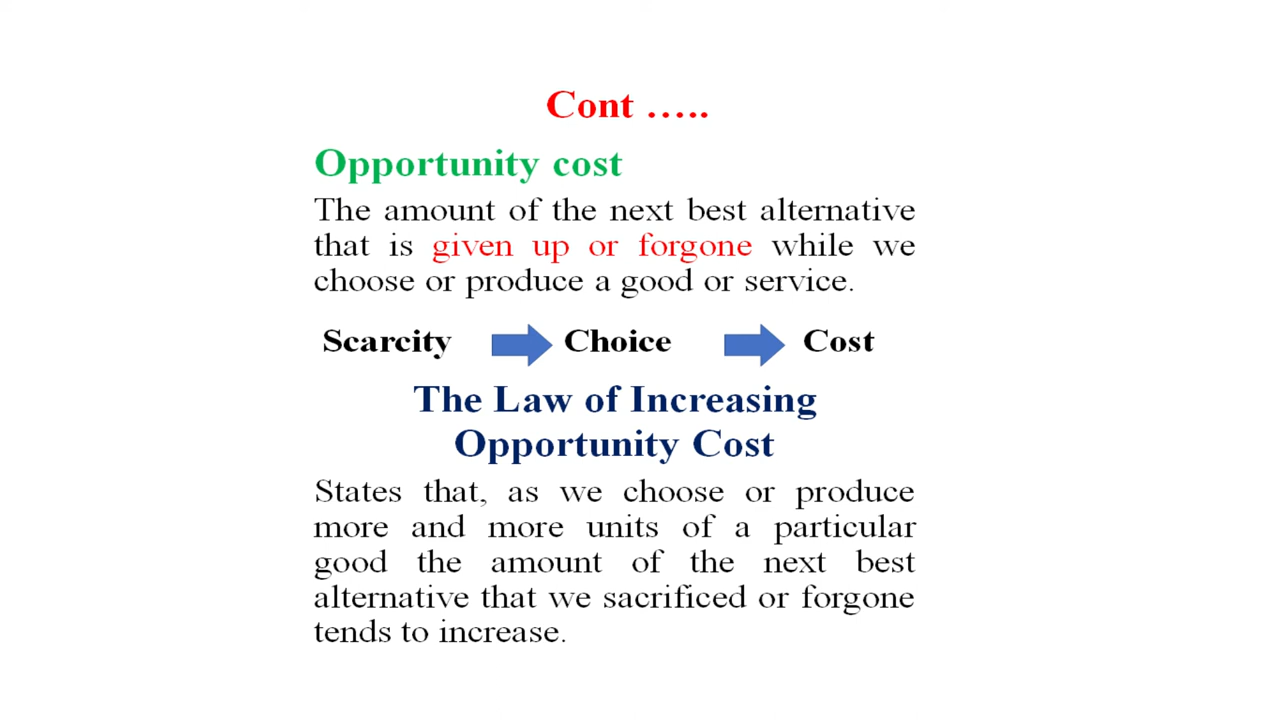 Cont …..
Opportunity cost
The amount of the next best alternative
that is given up or forgone while we
choose or produce a good or service.
Scarcity Choice Cost
The Law of Increasing
Opportunity Cost
States that, as we choose or produce
more and more units of a particular
good the amount of the next best
alternative that we sacrificed or forgone
tends to increase.